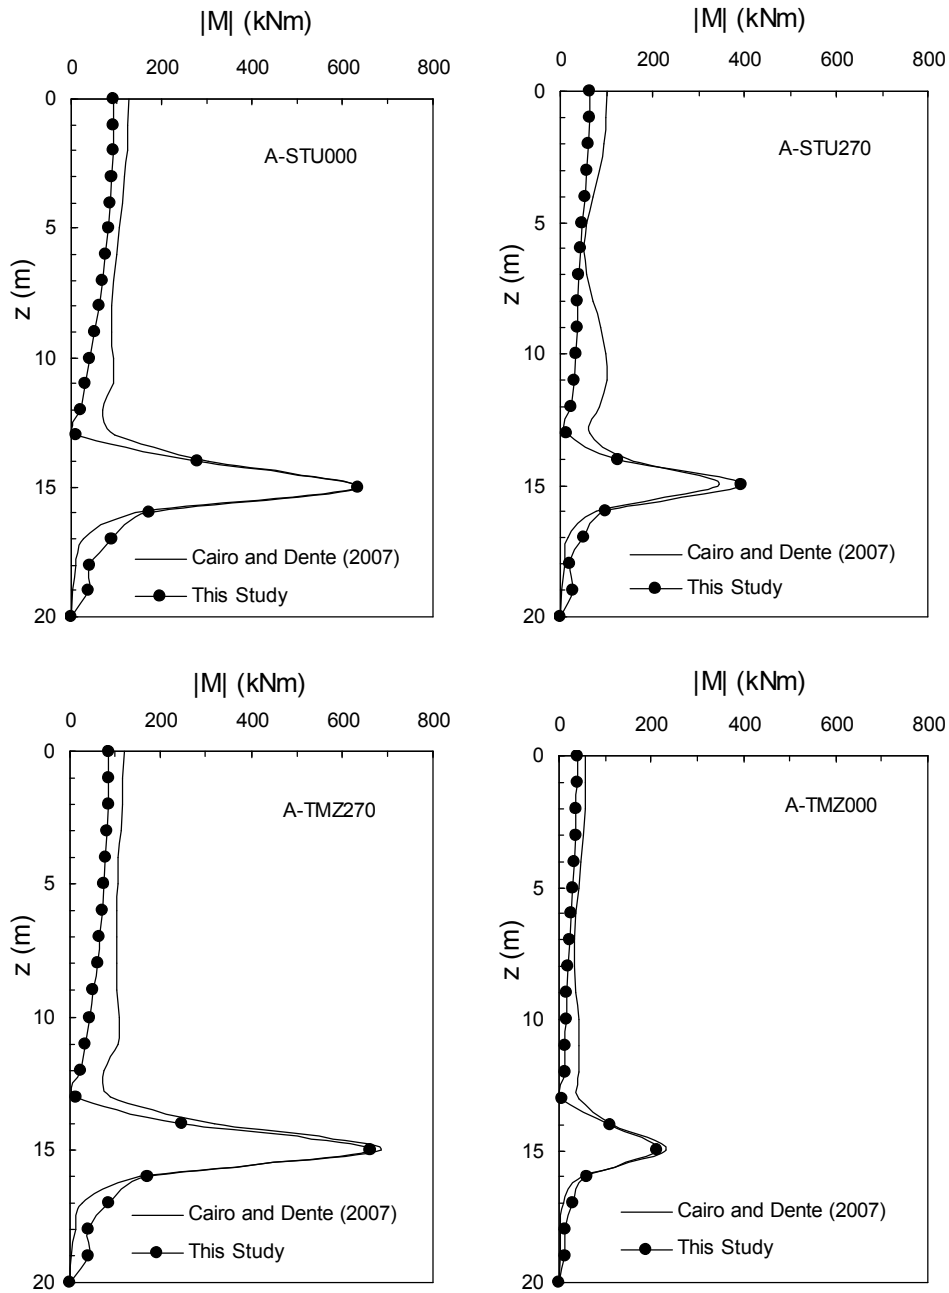 |M| (kNm)
0 200 400 600 800
0
5
10
15
20
z (m)
A-STU000
Cairo and Dente (2007)
This Study
|M| (kNm)
0 200 400 600 800
0
5
10
15
20
z (m)
A-STU270
Cairo and Dente (2007)
This Study
|M| (kNm)
0 200 400 600 800
0
5
10
15
20
z (m)
A-TMZ270
Cairo and Dente (2007)
This Study
|M| (kNm)
0 200 400 600 800
0
5
10
15
20
z (m)
A-TMZ000
Cairo and Dente (2007)
This Study